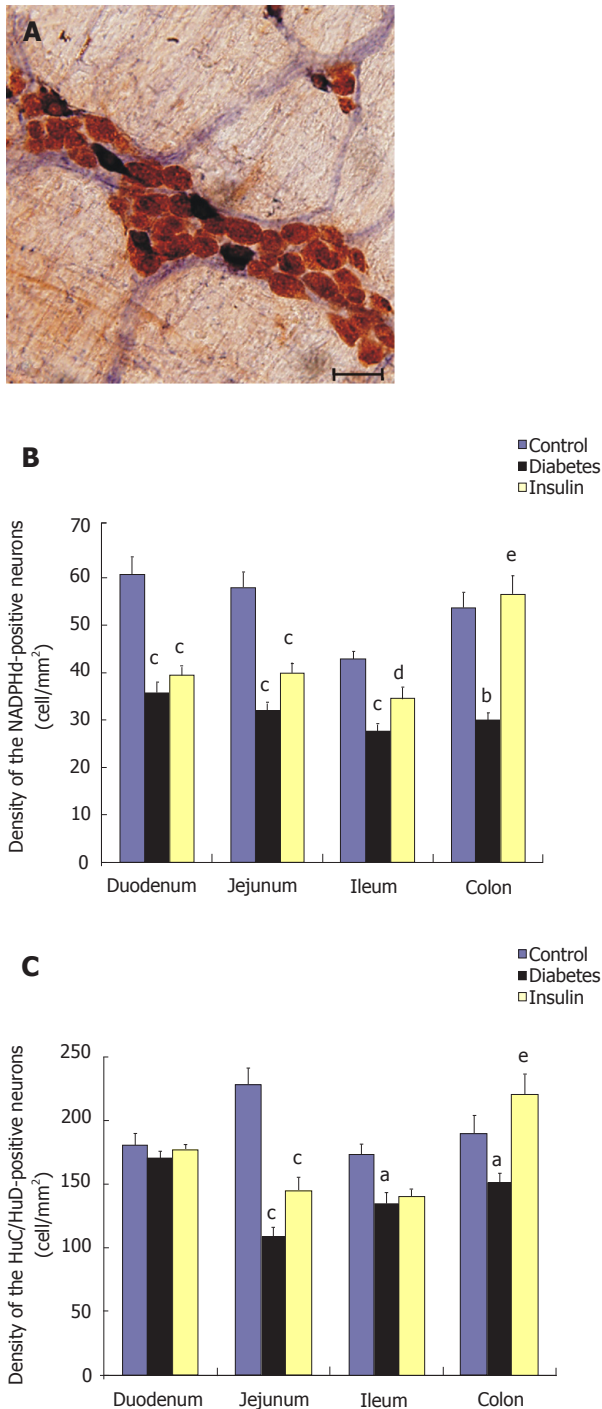 A
B
Control
Diabetes
Insulin
Density of the NADPHd-positive neurons
(cell/mm²)
70
60
50
40
30
20
10
0
c
c
c
c
c
d
b
e
Duodenum
Jejunum
Ileum
Colon
C
Control
Diabetes
Insulin
Density of the HuC/HuD-positive neurons
(cell/mm²)
250
200
150
100
50
0
c
c
a
a
e
Duodenum
Jejunum
Ileum
Colon